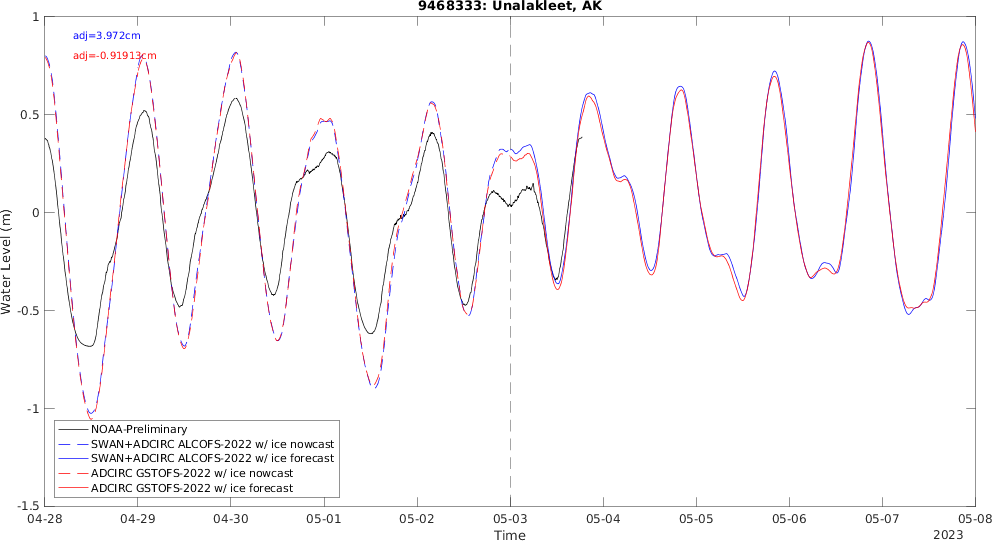 9468333: Unalakleet, AK
adj=3.972cm
adj=-0.91913cm
Water Level (m)
1
0.5
0
-0.5
-1
-1.5
NOAA-Preliminary
SWAN+ADCIRC ALCOFS-2022 w/ ice nowcast
SWAN+ADCIRC ALCOFS-2022 w/ ice forecast
ADCIRC GSTOFS-2022 w/ ice nowcast
ADCIRC GSTOFS-2022 w/ ice forecast
04-28 04-29 04-30 05-01 05-02 05-03 05-04 05-05 05-06 05-07 05-08
Time
2023